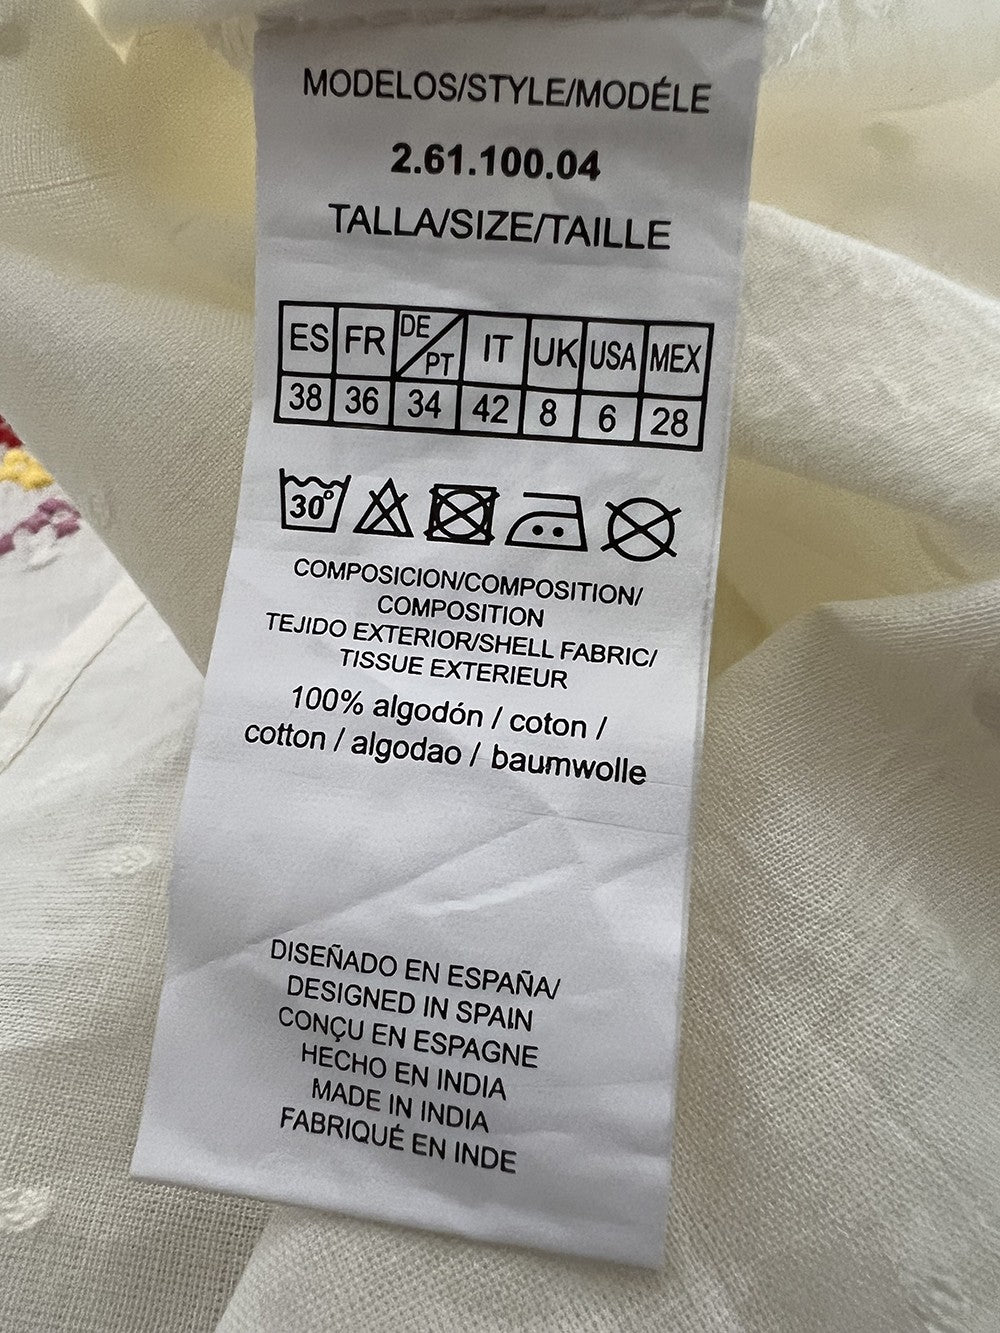 MODELOS/STYLE/MODÉLE
2.61.100.04
TALLA/SIZE/TAILLE
ES FR DE/PT IT UK USA MEX
38 36 34 42 8 6 28
30°
COMPOSICION/COMPOSITION/
COMPOSITION
TEJIDO EXTERIOR/SHELL FABRIC/
TISSUE EXTERIEUR
100% algodón / coton /
cotton / algodao / baumwolle
DISEÑADO EN ESPAÑA/
DESIGNED IN SPAIN
CONÇU EN ESPAGNE
HECHO EN INDIA
MADE IN INDIA
FABRIQUÉ EN INDE